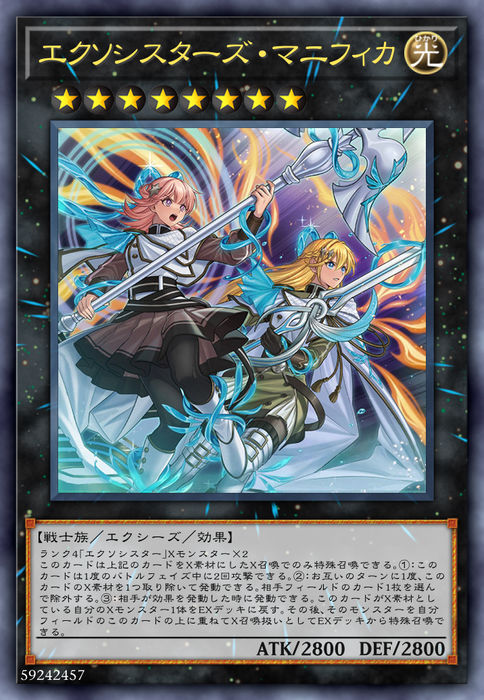 エクソシスターズ・マニフィカ
ひかり
光
【戦士族／エクシーズ／効果】
ランク4「エクソシスター」XモンスターX2
このカードは上記のカードをX素材にしたX召喚でのみ特殊召喚できる。①：この
カードは1度のバトルフェイズ中に2回攻撃できる。②：お互いのターンに1度、こ
のカードのX素材を1つ取り除いて発動できる。相手フィールドのカード1枚を選ん
で除外する。③：相手が効果を発動した時に発動できる。このカードがX素材とし
ている自分のXモンスター1体をEXデッキに戻す。その後、そのモンスターを自分
フィールドのこのカードの上に重ねてX召喚扱いとしてEXデッキから特殊召喚で
きる。
ATK/2800 DEF/2800
59242457